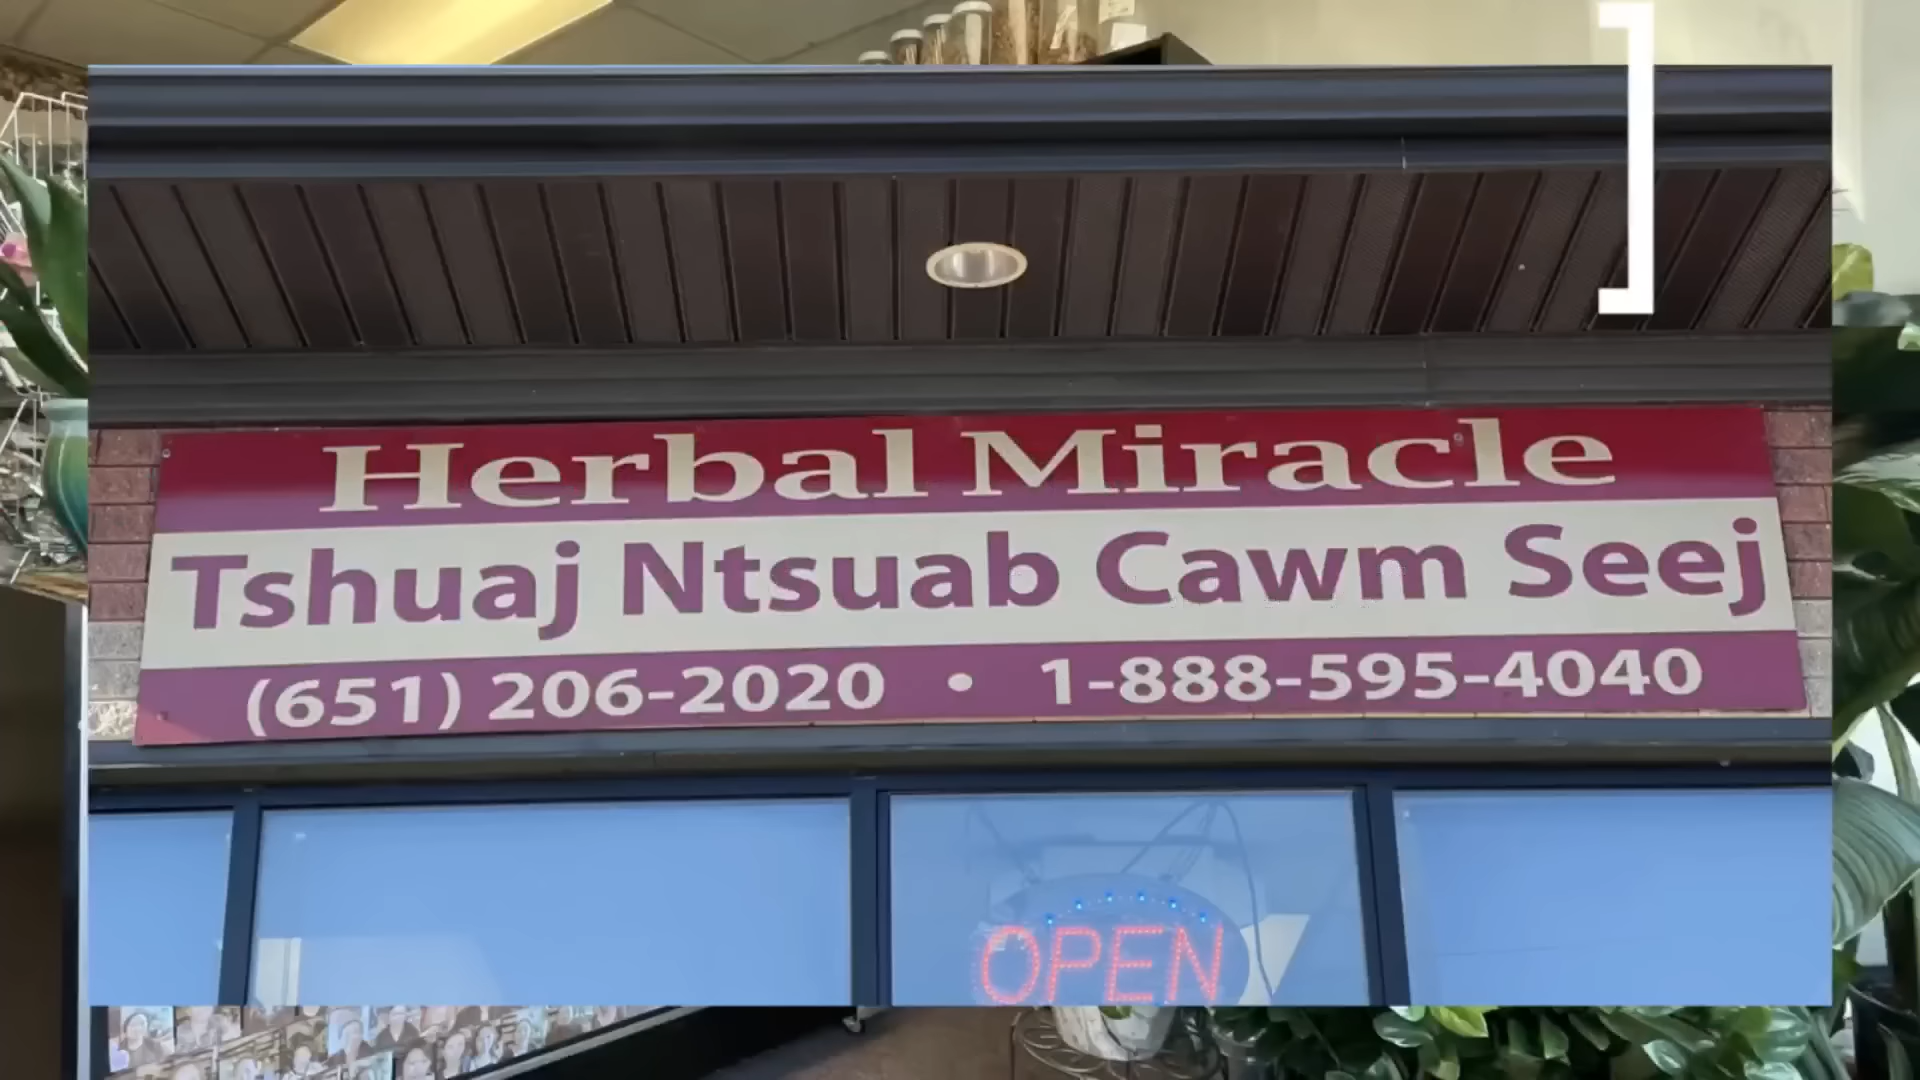 Herbal Miracle
Tshuaj Ntsuab Cawm Seej
(651) 206-2020 • 1-888-595-4040
OPEN